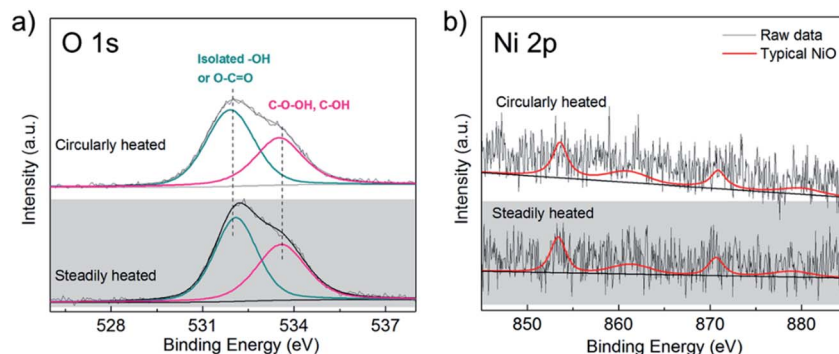 a)
O 1s
Isolated -OH
or O-C=O
C-O-OH, C-OH
Circularly heated
Steadily heated
Intensity (a.u.)
528 531 534 537
Binding Energy (eV)
b)
Ni 2p
Raw data
Typical NiO
Circularly heated
Steadily heated
Intensity (a.u.)
850 860 870 880
Binding Energy (eV)